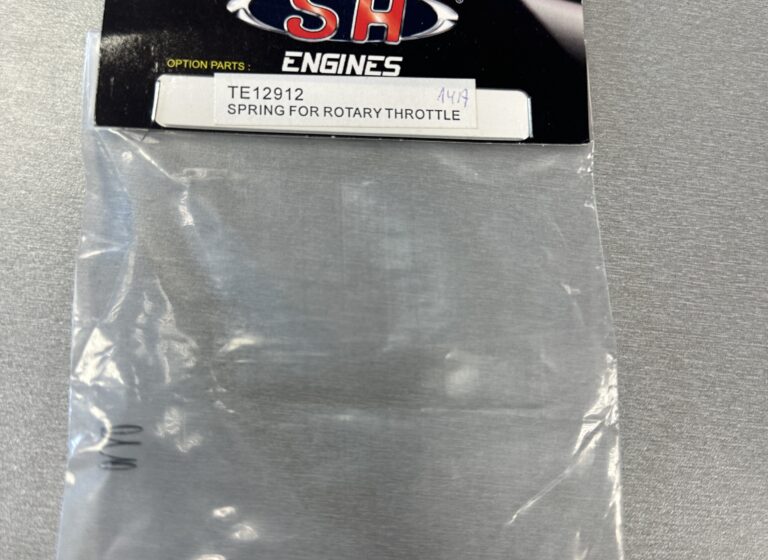 SH
ENGINES
OPTION PARTS :
TE12912
SPRING FOR ROTARY THROTTLE